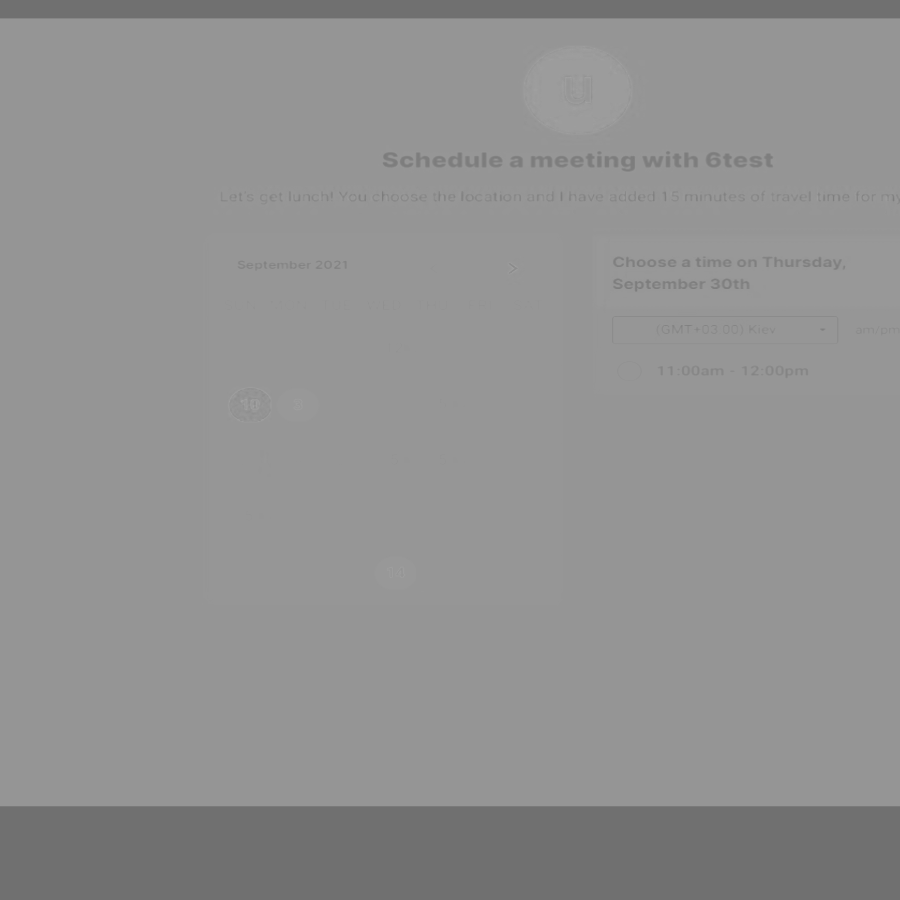 Schedule a meeting with 6test
Let's get lunch! You choose the location and I have added 15 minutes of travel time for my
September 2021
Choose a time on Thursday,
September 30th
(GMT+03:00) Kiev
am/pm
11:00am - 12:00pm